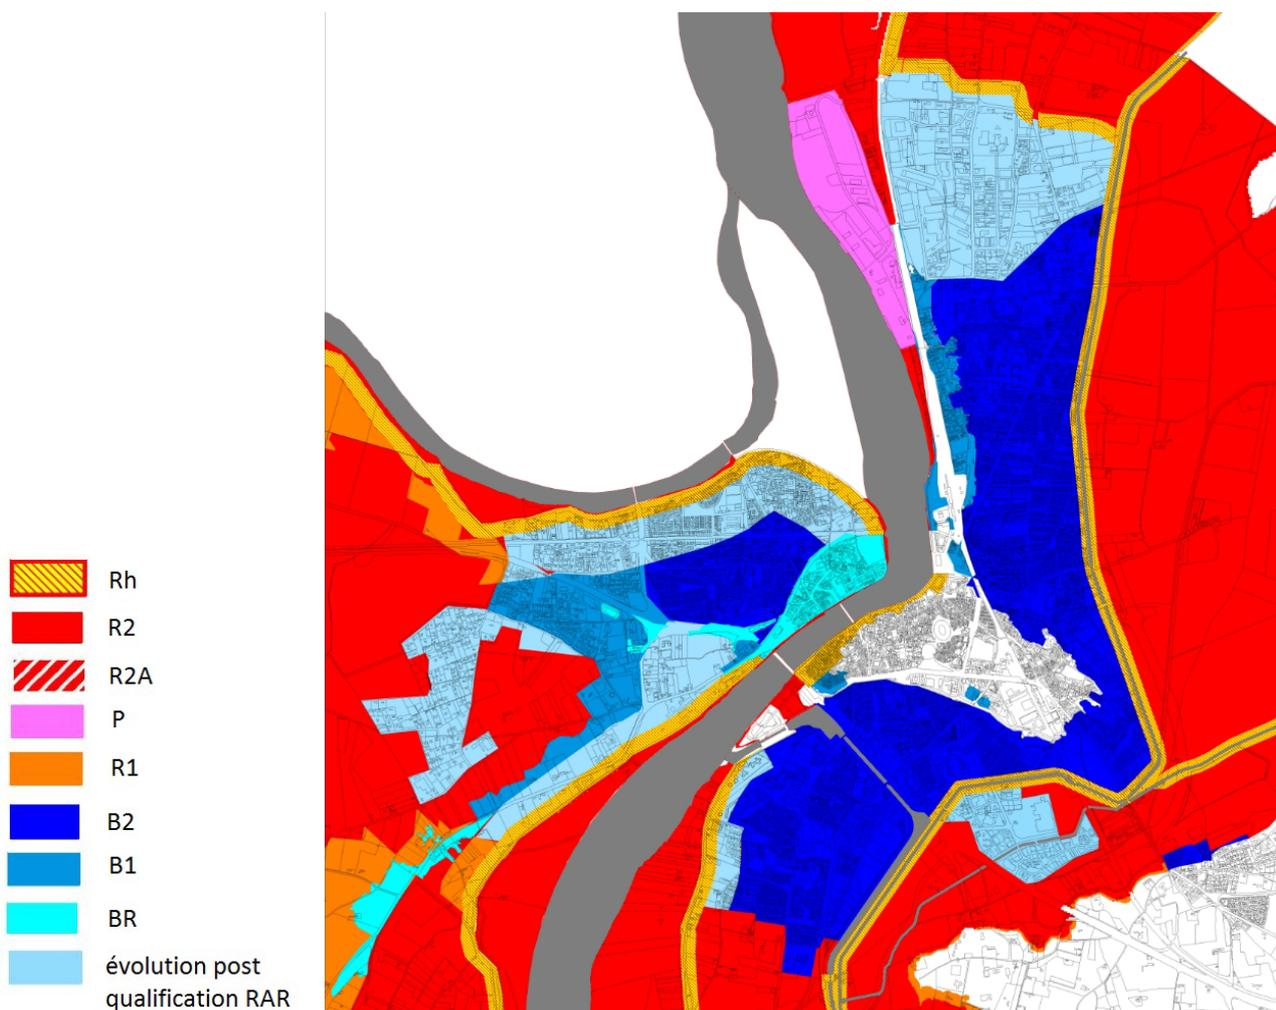 Rh
R2
R2A
P
R1
B2
B1
BR
évolution post
qualification RAR